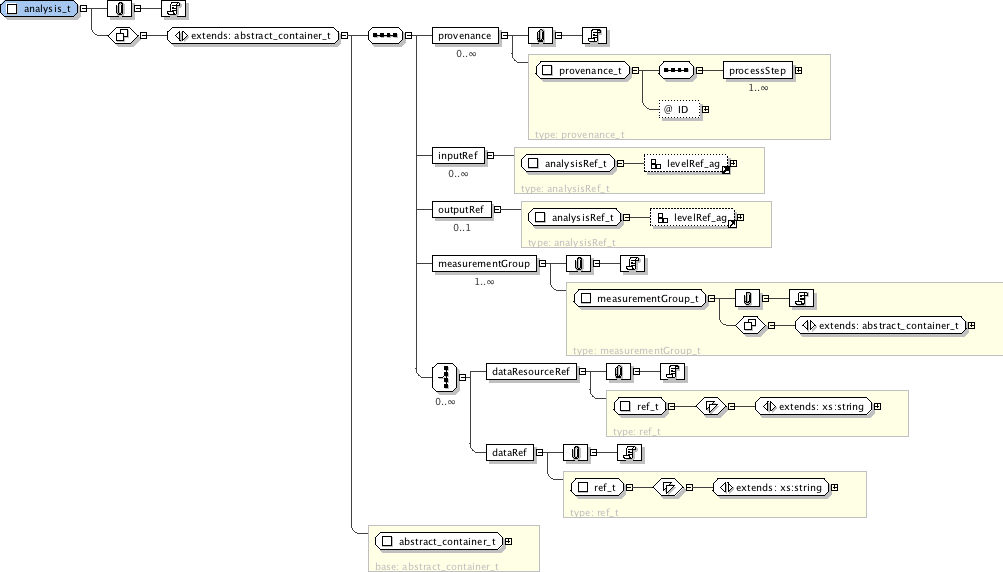 analysis_t
extends: abstract_container_t
provenance
0..∞
provenance_t
processStep
1..∞
@ ID
type: provenance_t
inputRef
0..∞
analysisRef_t
levelRef_ag
type: analysisRef_t
outputRef
0..1
analysisRef_t
levelRef_ag
type: analysisRef_t
measurementGroup
1..∞
measurementGroup_t
extends: abstract_container_t
type: measurementGroup_t
dataResourceRef
0..∞
ref_t
extends: xs:string
type: ref_t
dataRef
ref_t
extends: xs:string
type: ref_t
abstract_container_t
base: abstract_container_t